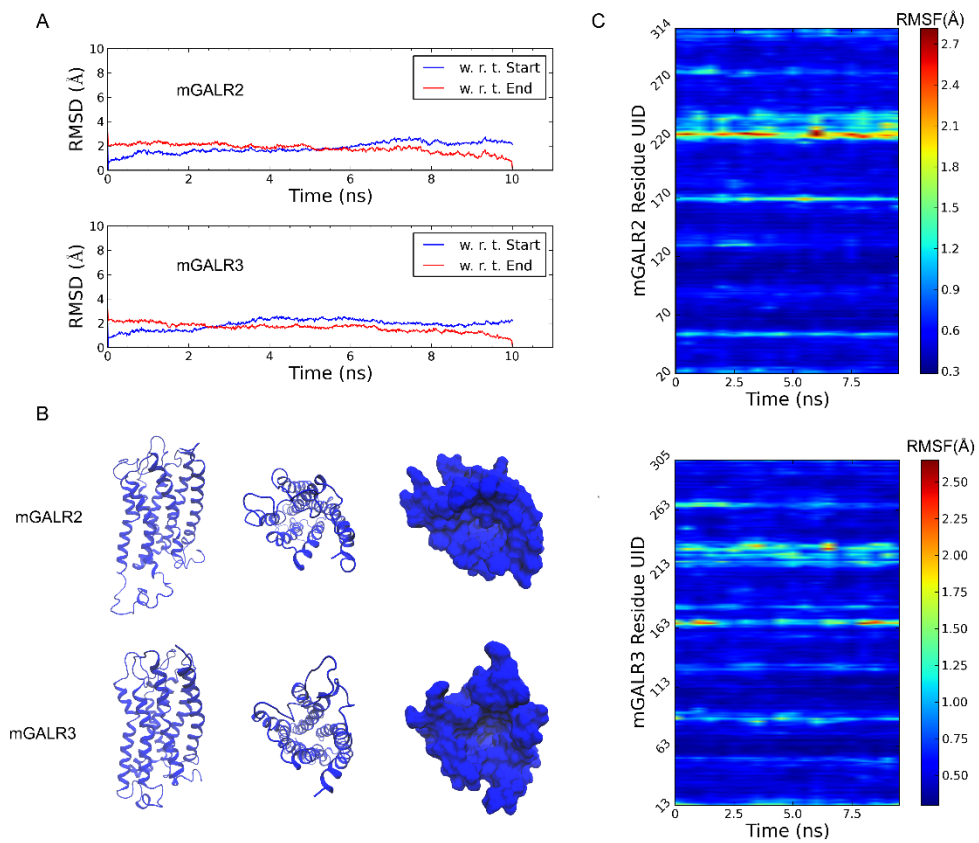 A
10
8
6
4
2
0
RMSD (Å)
mGALR2
w. r. t. Start
w. r. t. End
0 2 4 6 8 10
Time (ns)
10
8
6
4
2
0
RMSD (Å)
mGALR3
w. r. t. Start
w. r. t. End
0 2 4 6 8 10
Time (ns)
B
mGALR2
mGALR3
C
RMSF(Å)
314
270
220
170
120
70
20
mGALR2 Residue UID
0 2.5 5.0 7.5
Time (ns)
2.7
2.4
2.1
1.8
1.5
1.2
0.9
0.6
0.3
RMSF(Å)
305
263
213
163
113
63
13
mGALR3 Residue UID
0 2.5 5.0 7.5
Time (ns)
2.50
2.25
2.00
1.75
1.50
1.25
1.00
0.75
0.50